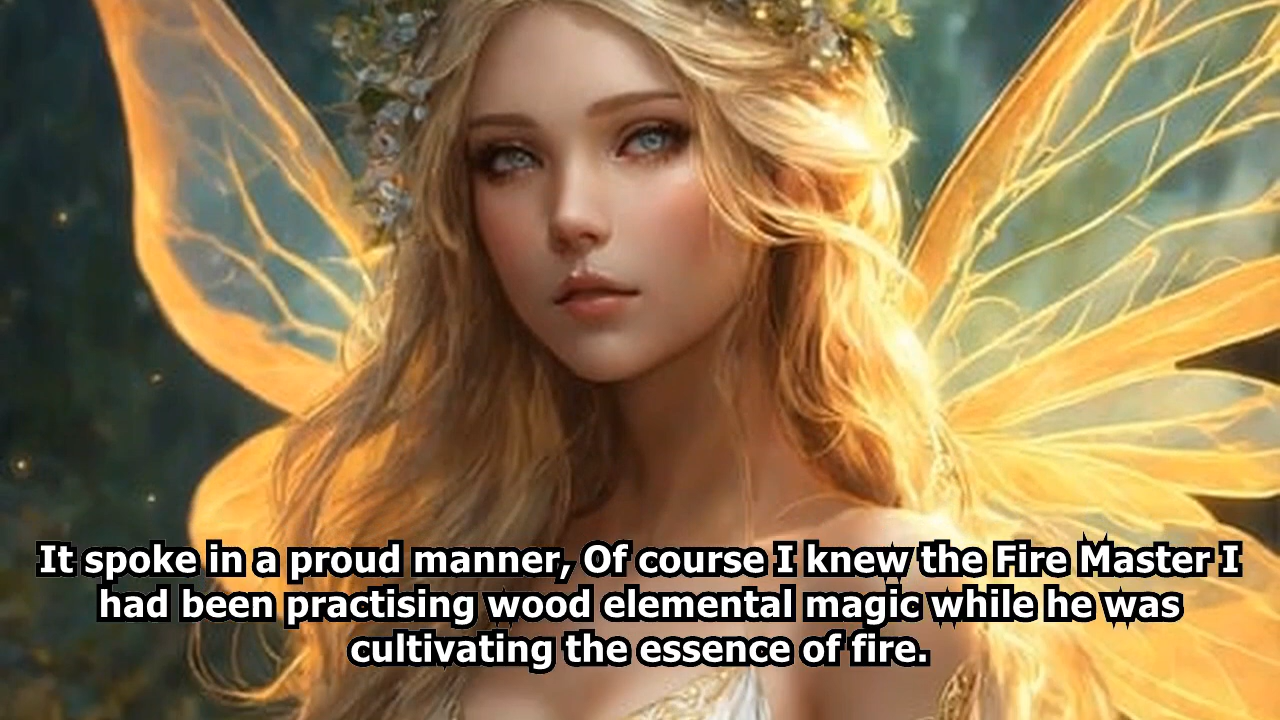 It spoke in a proud manner, Of course I knew the Fire Master I
had been practising wood elemental magic while he was
cultivating the essence of fire.